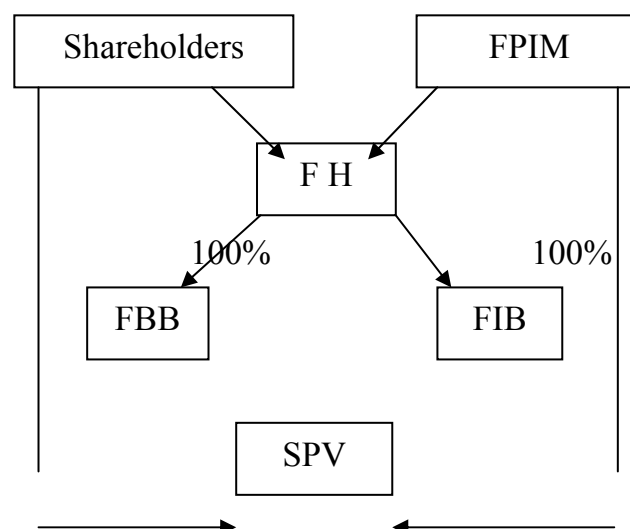 Shareholders
FPIM
F H
100%
100%
FBB
FIB
SPV